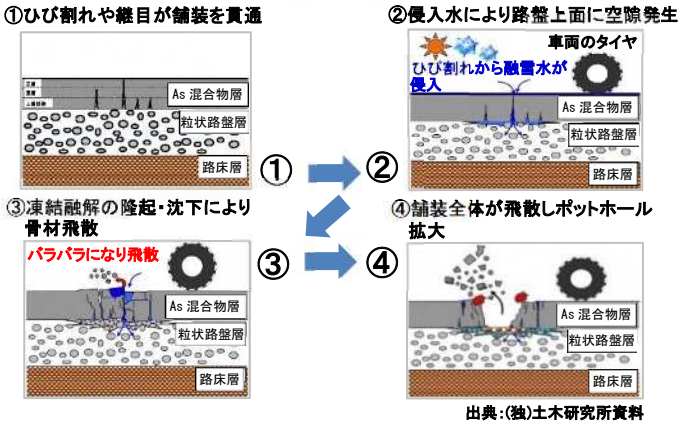 ①ひび割れや継目が舗装を貫通
As 混合物層
粒状路盤層
路床層
①
②侵入水により路盤上面に空隙発生
車両のタイヤ
ひび割れから融雪水が
侵入
As 混合物層
粒状路盤層
路床層
②
③凍結融解の隆起・沈下により
骨材飛散
バラバラになり飛散
As 混合物層
粒状路盤層
路床層
③
④舗装全体が飛散しポットホール
拡大
As 混合物層
粒状路盤層
路床層
④
出典:(独)土木研究所資料